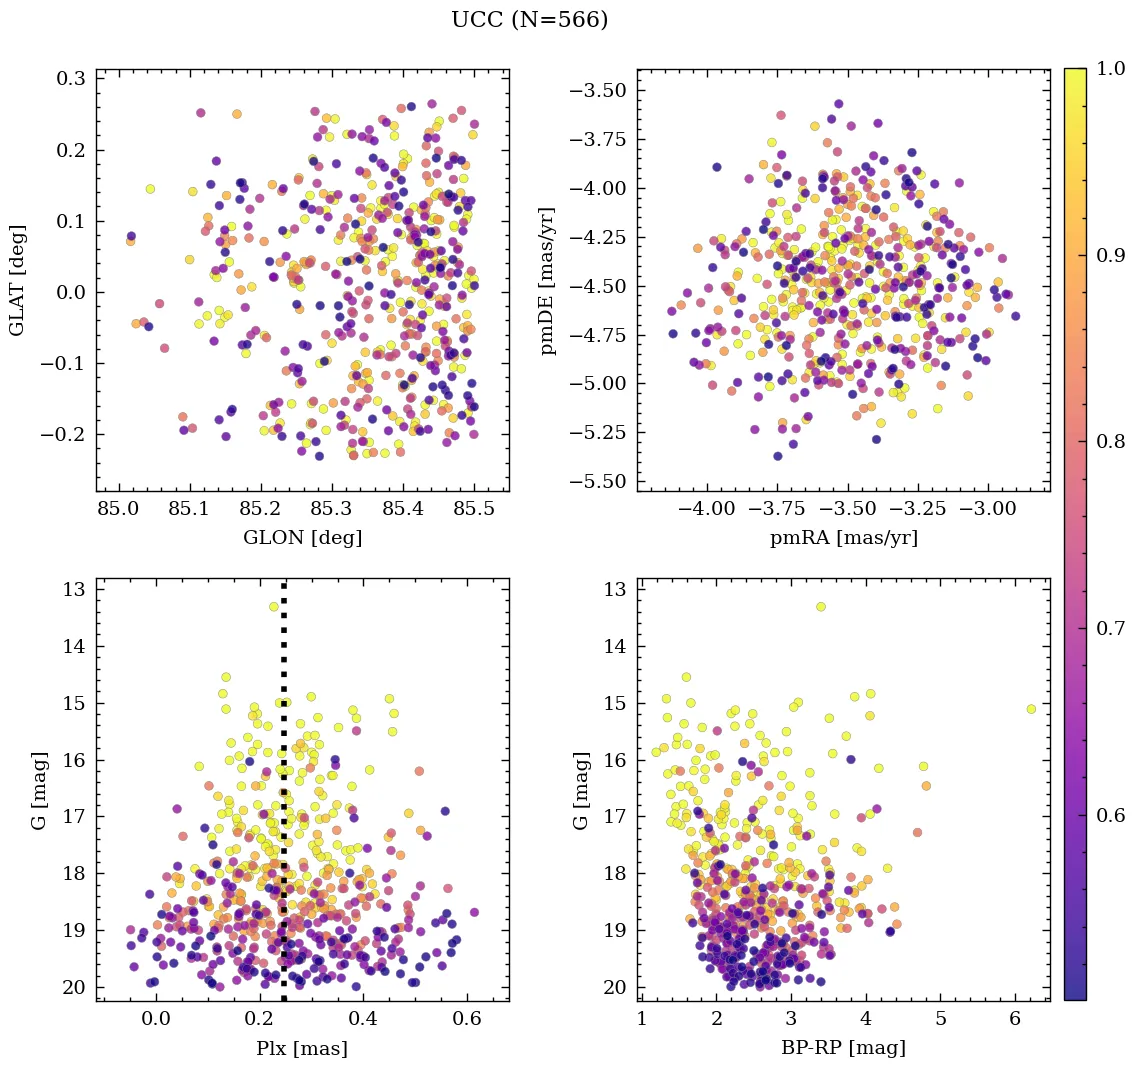 UCC (N=566)
0.3
0.2
0.1
0.0
−0.1
−0.2
GLAT [deg]
85.0 85.1 85.2 85.3 85.4 85.5
GLON [deg]
−3.50
−3.75
−4.00
−4.25
−4.50
−4.75
−5.00
−5.25
−5.50
pmDE [mas/yr]
−4.00 −3.75 −3.50 −3.25 −3.00
pmRA [mas/yr]
1.0
0.9
0.8
0.7
0.6
13
14
15
16
17
18
19
20
G [mag]
0.0 0.2 0.4 0.6
Plx [mas]
13
14
15
16
17
18
19
20
G [mag]
1 2 3 4 5 6
BP-RP [mag]